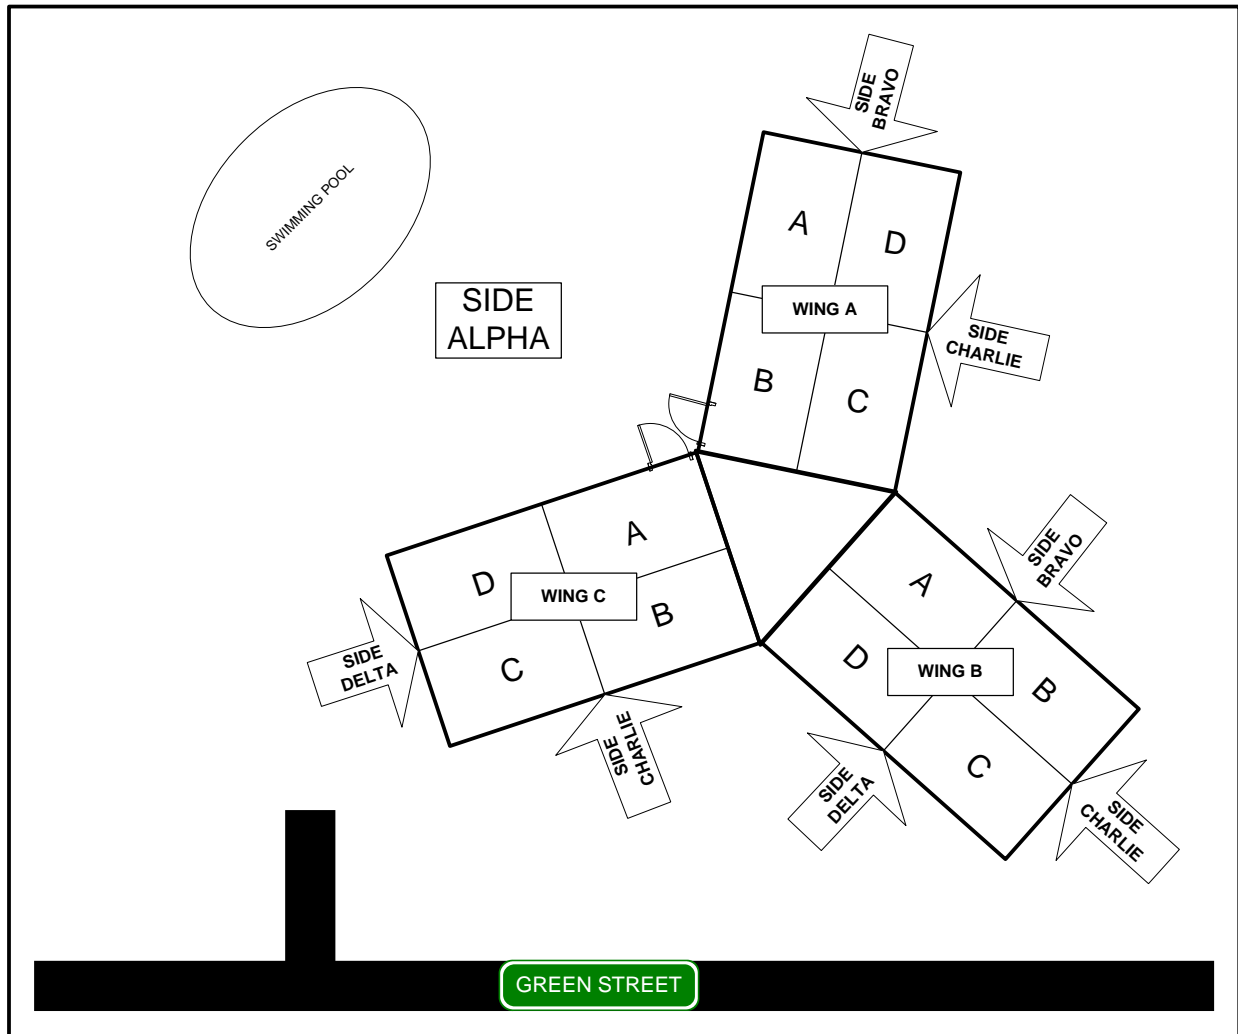 SIDE
BRAVO
SWIMMING POOL
A
D
SIDE
ALPHA
WING A
SIDE
CHARLIE
B
C
A
D
WING C
B
C
SIDE
DELTA
SIDE
CHARLIE
SIDE
BRAVO
A
D
WING B
B
C
SIDE
DELTA
SIDE
CHARLIE
GREEN STREET